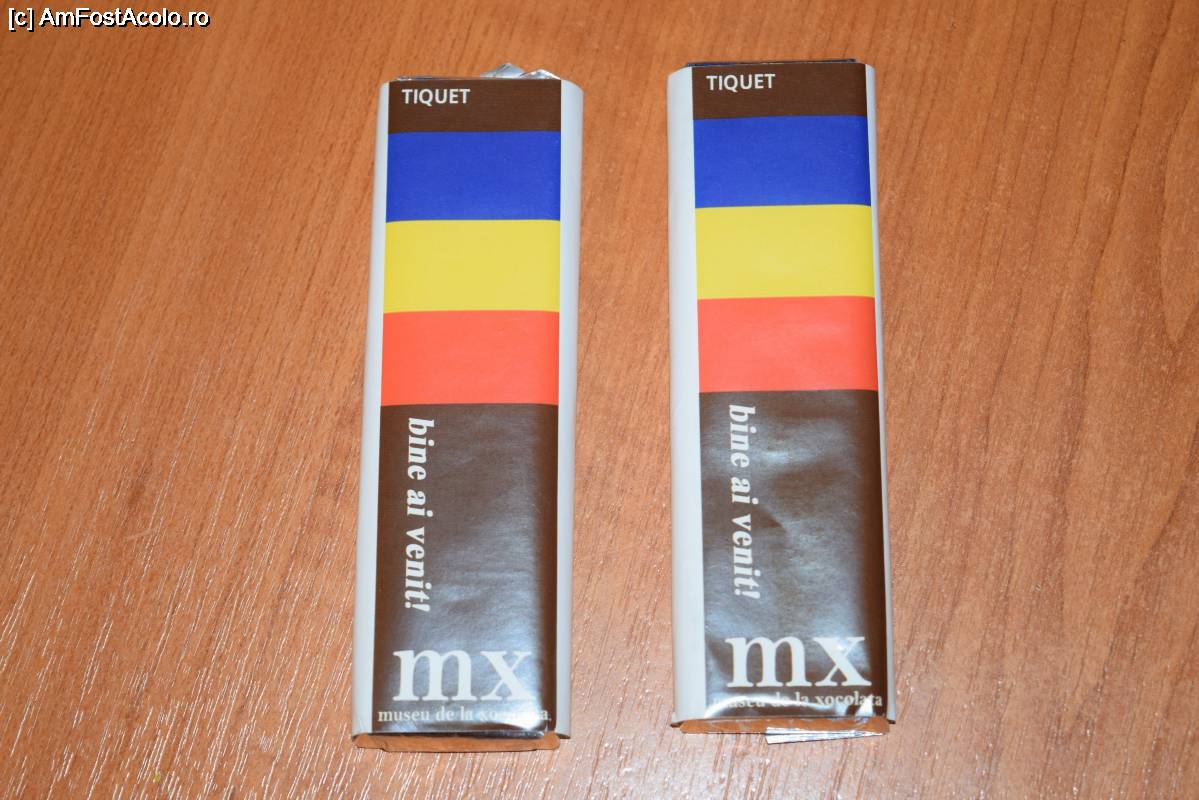 [c] AmFostAcolo.ro
TIQUET
bine ai venit!
mx
museu de la xocolata
TIQUET
bine ai venit!
mx
museu de la xocolata